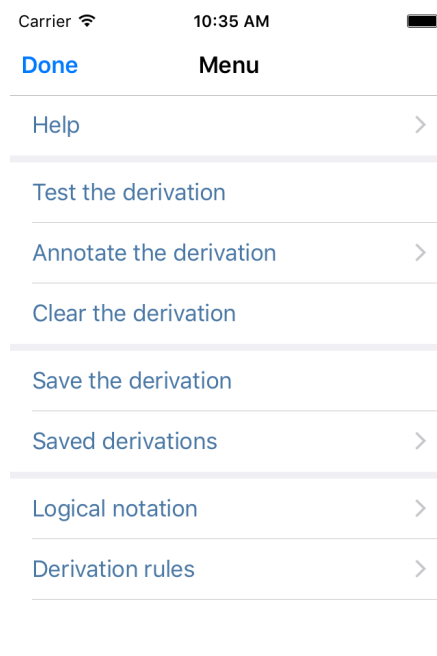 Carrier 10:35 AM
Done Menu
Help
Test the derivation
Annotate the derivation
Clear the derivation
Save the derivation
Saved derivations
Logical notation
Derivation rules